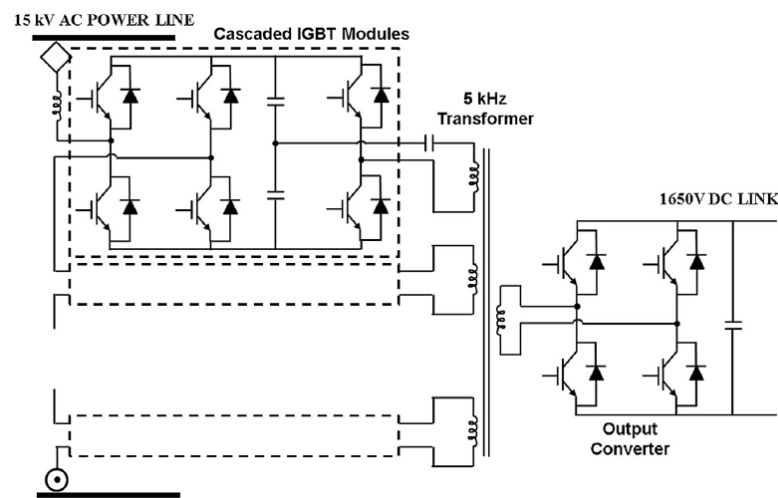 15 kV AC POWER LINE
Cascaded IGBT Modules
5 kHz
Transformer
1650V DC LINK
Output
Converter